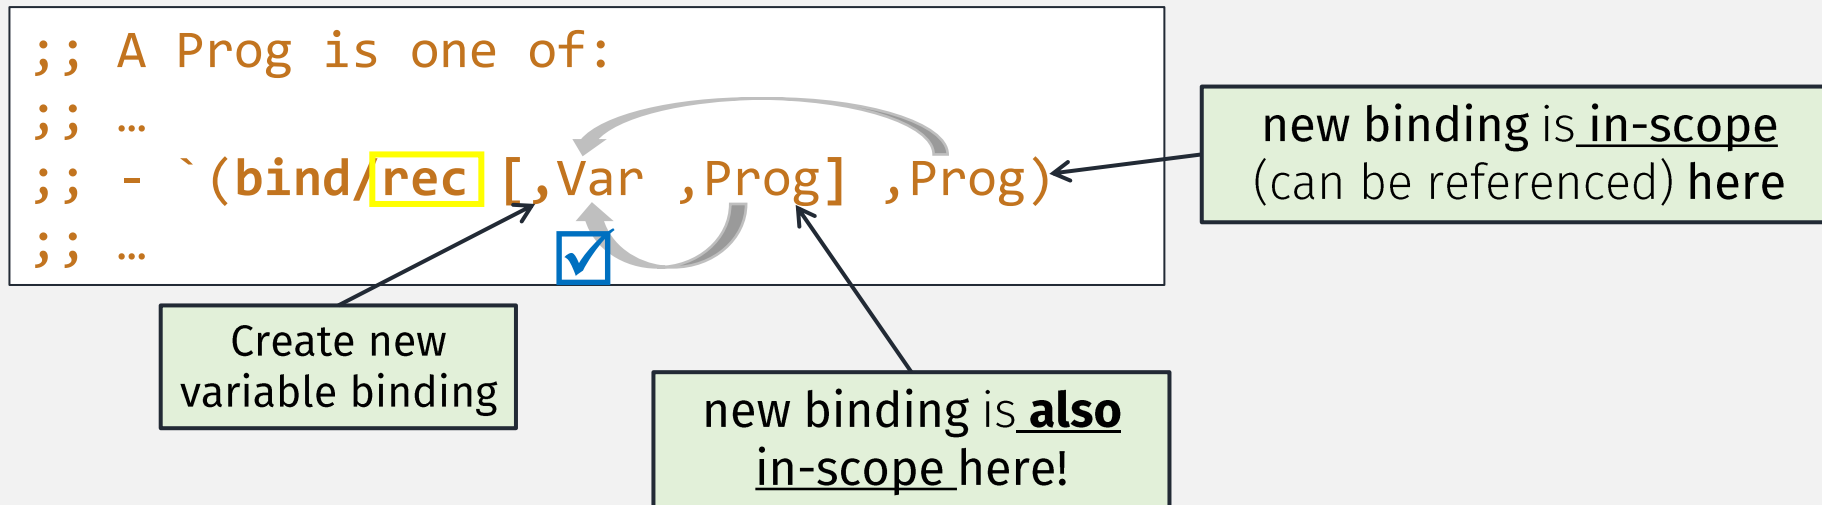 ;; A Prog is one of:
;; …
;; - `(bind/rec [,Var ,Prog] ,Prog)
;; …
new binding is in-scope
(can be referenced) here
Create new
variable binding
new binding is also
in-scope here!